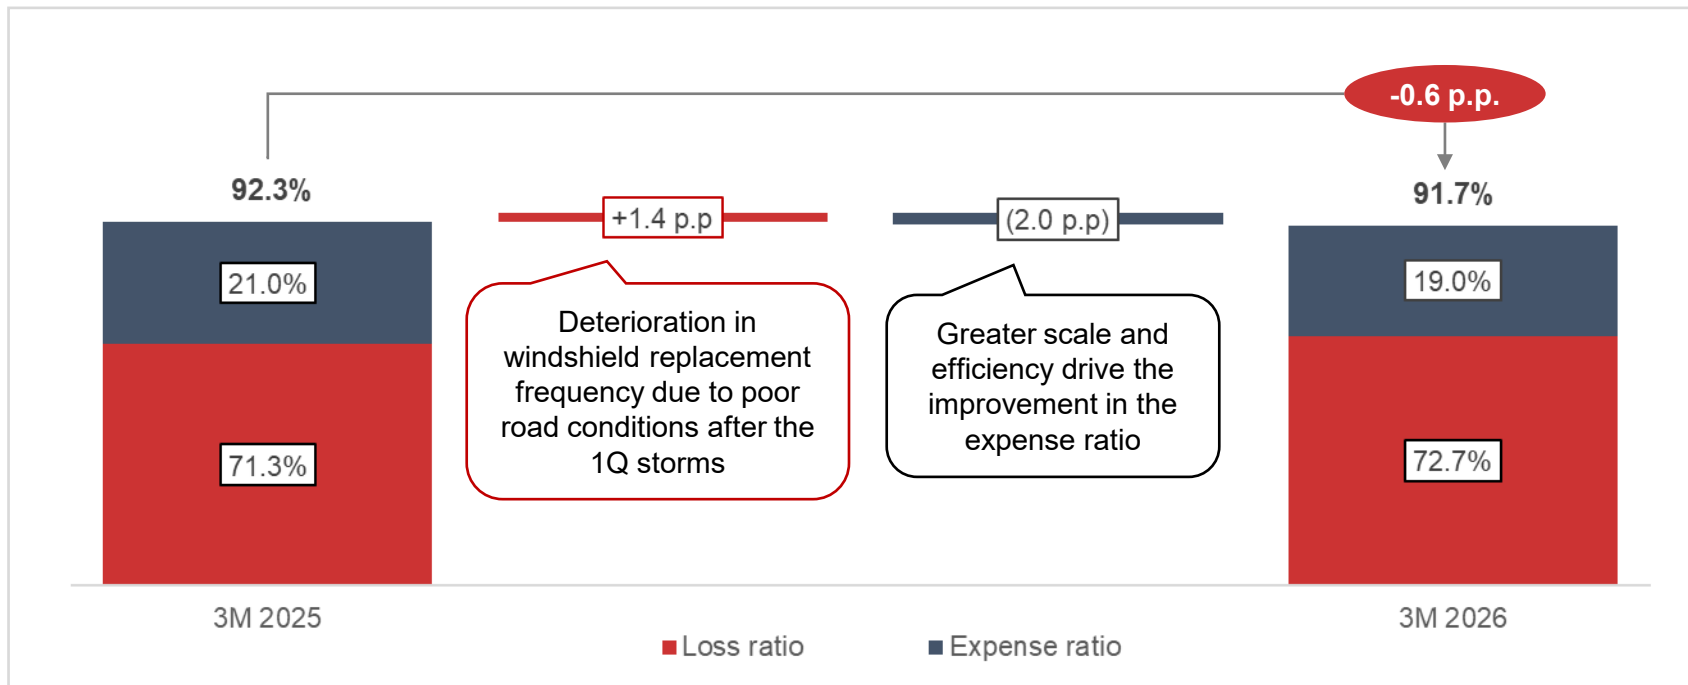 -0.6 p.p.
92.3%
91.7%
+1.4 p.p
(2.0 p.p)
21.0%
19.0%
Deterioration in
windshield replacement
frequency due to poor
road conditions after the
1Q storms
Greater scale and
efficiency drive the
improvement in the
expense ratio
71.3%
72.7%
3M 2025
3M 2026
Loss ratio
Expense ratio